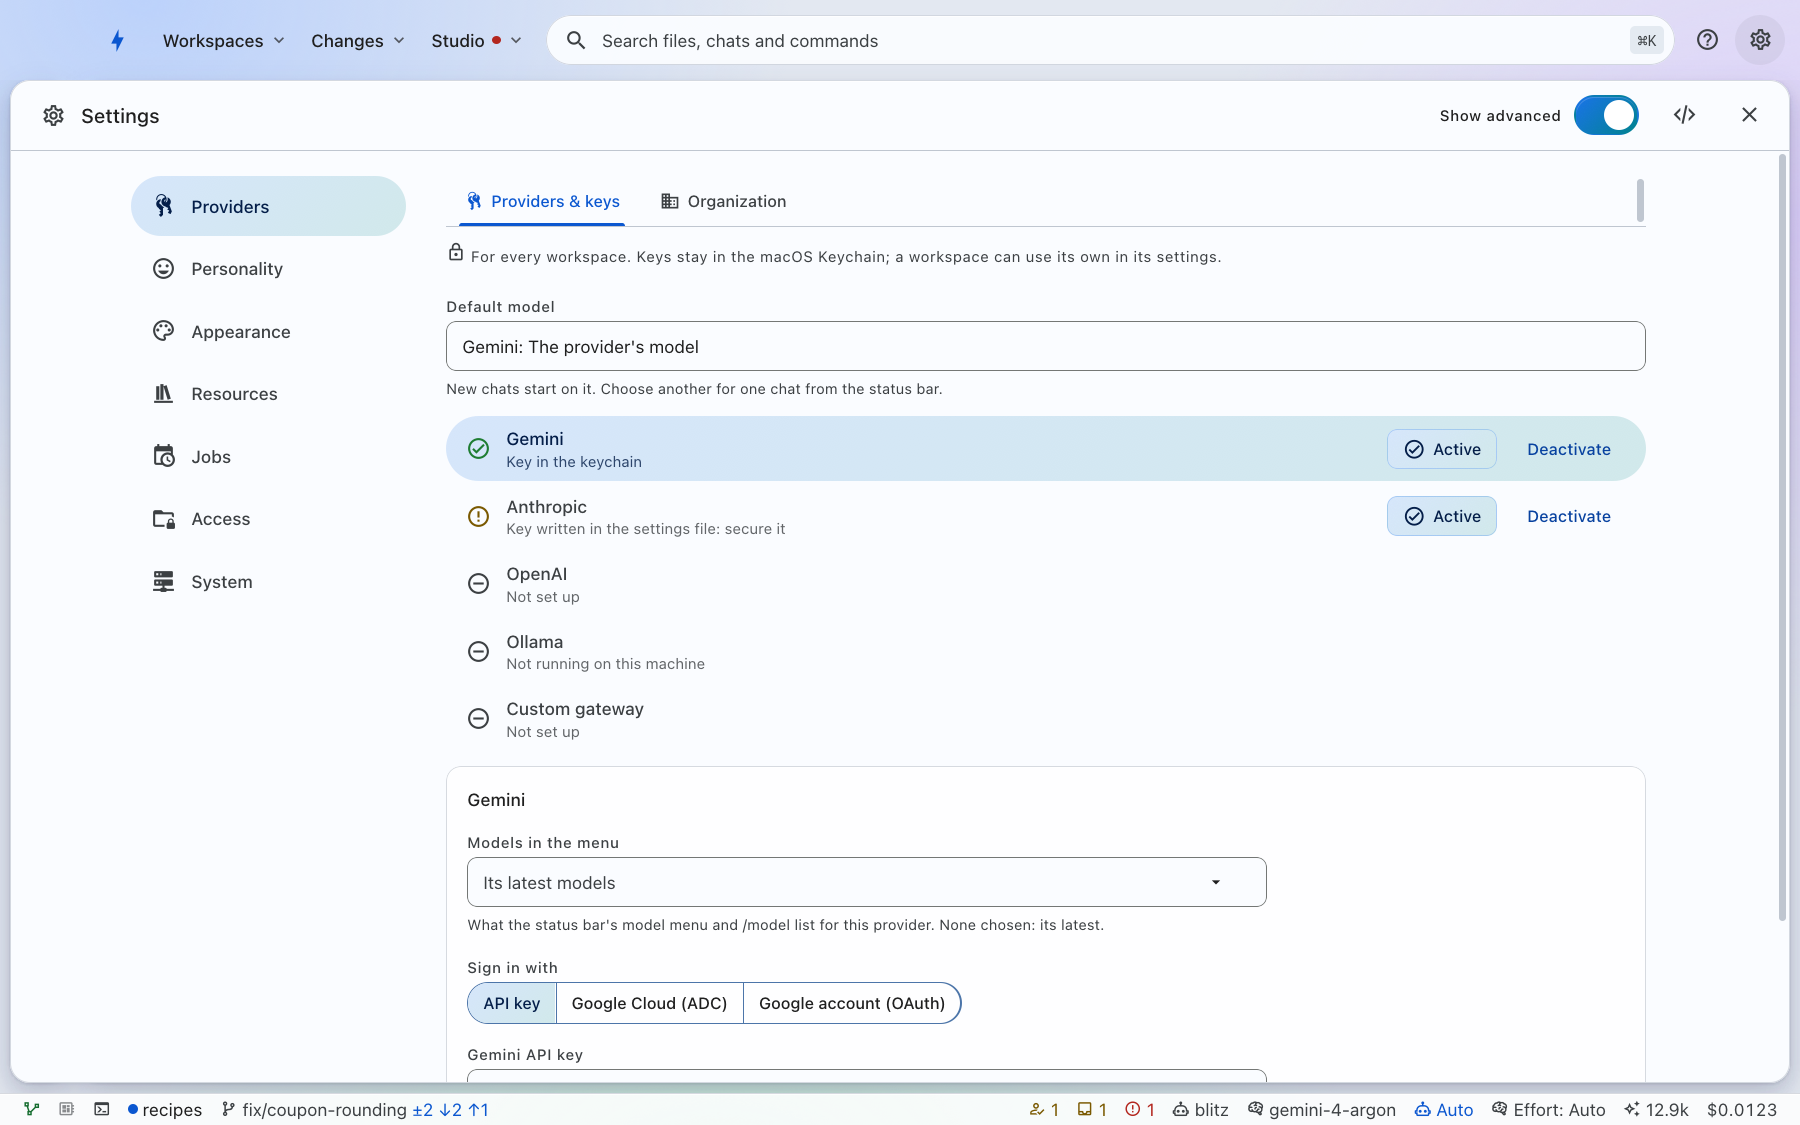 Workspaces
Changes
Studio
Search files, chats and commands
⌘K
Settings
Show advanced
Providers
Personality
Appearance
Resources
Jobs
Access
System
Providers & keys
Organization
For every workspace. Keys stay in the macOS Keychain; a workspace can use its own in its settings.
Default model
Gemini: The provider's model
New chats start on it. Choose another for one chat from the status bar.
Gemini
Key in the keychain
Active
Deactivate
Anthropic
Key written in the settings file: secure it
Active
Deactivate
OpenAI
Not set up
Ollama
Not running on this machine
Custom gateway
Not set up
Gemini
Models in the menu
Its latest models
What the status bar's model menu and /model list for this provider. None chosen: its latest.
Sign in with
API key
Google Cloud (ADC)
Google account (OAuth)
Gemini API key
recipes
fix/coupon-rounding ±2 ↓2 ↑1
1
1
1
blitz
gemini-4-argon
Auto
Effort: Auto
12.9k
$0.0123